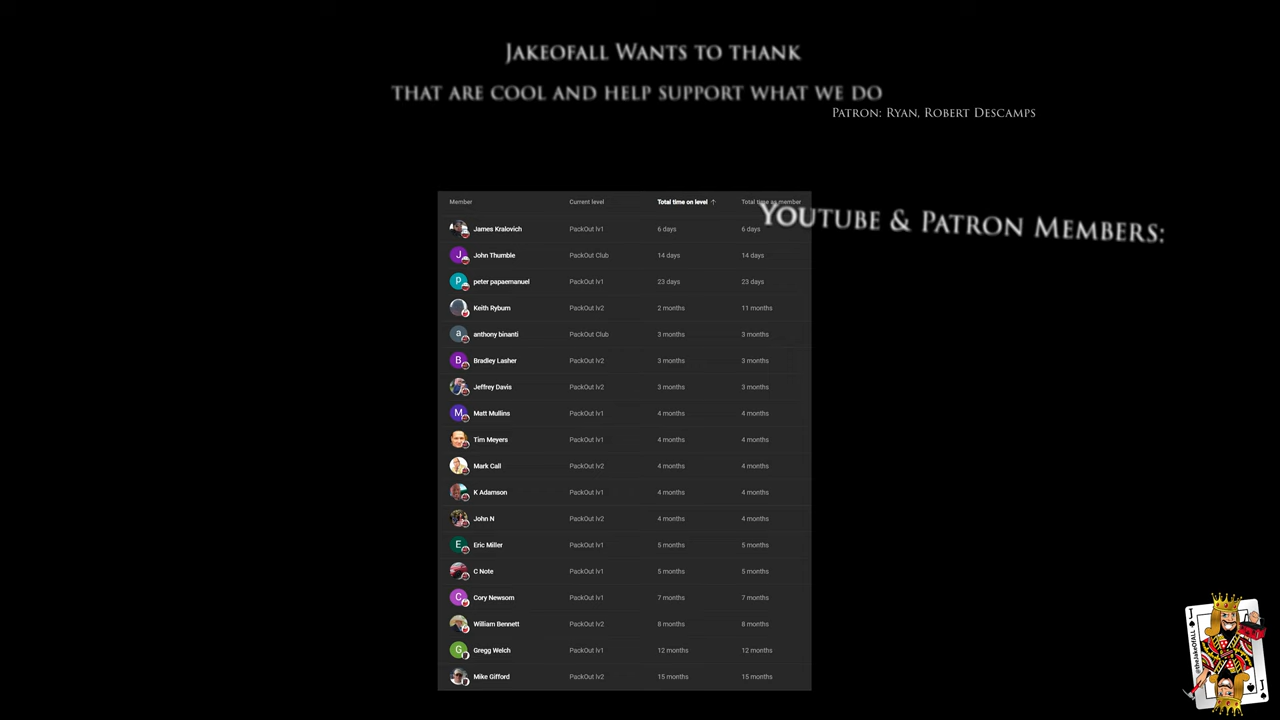 Jakeofall Wants to thank
that are cool and help support what we do
Patron: Ryan, Robert Descamps
Youtube & Patron Members:
Member Current level Total time on level ↑ Total time as member
James Kralovich PackOut lv1 6 days 6 days
J John Thumble PackOut Club 14 days 14 days
P peter papaemanuel PackOut lv1 23 days 23 days
Keith Ryburn PackOut lv2 2 months 11 months
a anthony binanti PackOut Club 3 months 3 months
B Bradley Lasher PackOut lv2 3 months 3 months
Jeffrey Davis PackOut lv2 3 months 3 months
M Matt Mullins PackOut lv1 4 months 4 months
Tim Meyers PackOut lv1 4 months 4 months
Mark Call PackOut lv2 4 months 4 months
K Adamson PackOut lv1 4 months 4 months
John N PackOut lv2 4 months 4 months
E Eric Miller PackOut lv1 5 months 5 months
C Note PackOut lv1 5 months 5 months
C Cory Newsom PackOut lv1 7 months 7 months
William Bennett PackOut lv2 8 months 8 months
G Gregg Welch PackOut lv1 12 months 12 months
Mike Gifford PackOut lv2 15 months 15 months
J
@theJakeofALL
J